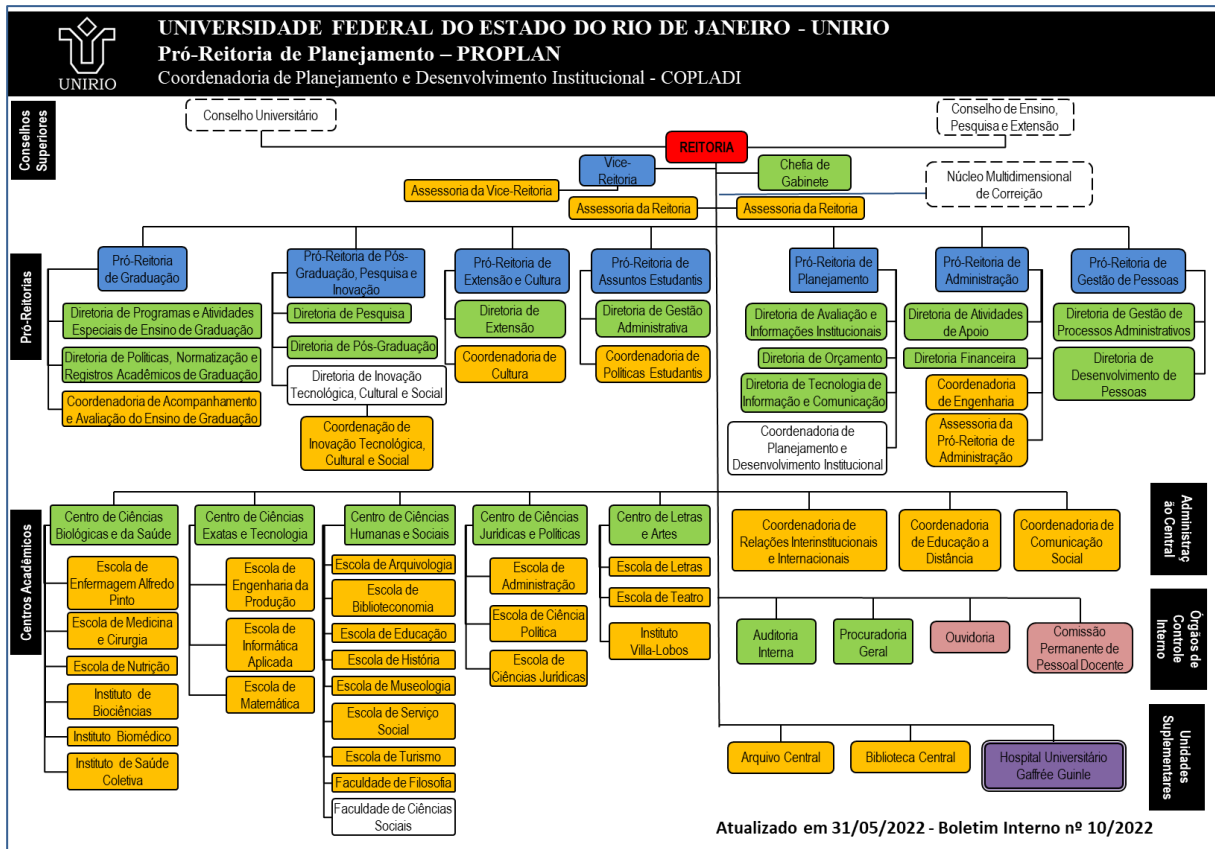 UNIVERSIDADE FEDERAL DO ESTADO DO RIO DE JANEIRO - UNIRIO
Pró-Reitoria de Planejamento – PROPLAN
Coordenadoria de Planejamento e Desenvolvimento Institucional - COPLADI
UNIRIO
Conselhos
Superiores
Conselho Universitário
Conselho de Ensino,
Pesquisa e Extensão
REITORIA
Vice-
Reitoria
Chefia de
Gabinete
Núcleo Multidimensional
de Correição
Assessoria da Vice-Reitoria
Assessoria da Reitoria
Assessoria da Reitoria
Pró-Reitorias
Pró-Reitoria
de Graduação
Diretoria de Programas e Atividades
Especiais de Ensino de Graduação
Diretoria de Políticas, Normatização e
Registros Acadêmicos de Graduação
Coordenadoria de Acompanhamento
e Avaliação do Ensino de Graduação
Pró-Reitoria de Pós-
Graduação, Pesquisa e
Inovação
Diretoria de Pesquisa
Diretoria de Pós-Graduação
Diretoria de Inovação
Tecnológica, Cultural e Social
Coordenação de
Inovação Tecnológica,
Cultural e Social
Pró-Reitoria de
Extensão e Cultura
Diretoria de
Extensão
Coordenadoria de
Cultura
Pró-Reitoria de
Assuntos Estudantis
Diretoria de Gestão
Administrativa
Coordenadoria de
Políticas Estudantis
Pró-Reitoria de
Planejamento
Diretoria de Avaliação e
Informações Institucionais
Diretoria de Orçamento
Diretoria de Tecnologia de
Informação e Comunicação
Coordenadoria de
Planejamento e
Desenvolvimento Institucional
Pró-Reitoria de
Administração
Diretoria de Atividades
de Apoio
Diretoria Financeira
Coordenadoria
de Engenharia
Assessoria da
Pró-Reitoria de
Administração
Pró-Reitoria de
Gestão de Pessoas
Diretoria de Gestão de
Processos Administrativos
Diretoria de
Desenvolvimento de
Pessoas
Centros Acadêmicos
Centro de Ciências
Biológicas e da Saúde
Escola de
Enfermagem Alfredo
Pinto
Escola de Medicina
e Cirurgia
Escola de Nutrição
Instituto de
Biociências
Instituto Biomédico
Instituto de Saúde
Coletiva
Centro de Ciências
Exatas e Tecnologia
Escola de
Engenharia da
Produção
Escola de
Informática
Aplicada
Escola de
Matemática
Centro de Ciências
Humanas e Sociais
Escola de Arquivologia
Escola de
Biblioteconomia
Escola de Educação
Escola de História
Escola de Museologia
Escola de Serviço
Social
Escola de Turismo
Faculdade de Filosofia
Faculdade de Ciências
Sociais
Centro de Ciências
Jurídicas e Políticas
Escola de
Administração
Escola de Ciência
Política
Escola de
Ciências Jurídicas
Centro de Letras
e Artes
Escola de Letras
Escola de Teatro
Instituto
Villa-Lobos
Coordenadoria de
Relações Interinstitucionais
e Internacionais
Coordenadoria
de Educação a
Distância
Coordenadoria de
Comunicação
Social
Administraç
ão Central
Auditoria
Interna
Procuradoria
Geral
Ouvidoria
Comissão
Permanente de
Pessoal Docente
Órgãos de
Controle
Interno
Arquivo Central
Biblioteca Central
Hospital Universitário
Gaffrée Guinle
Unidades
Suplementares
Atualizado em 31/05/2022 - Boletim Interno nº 10/2022